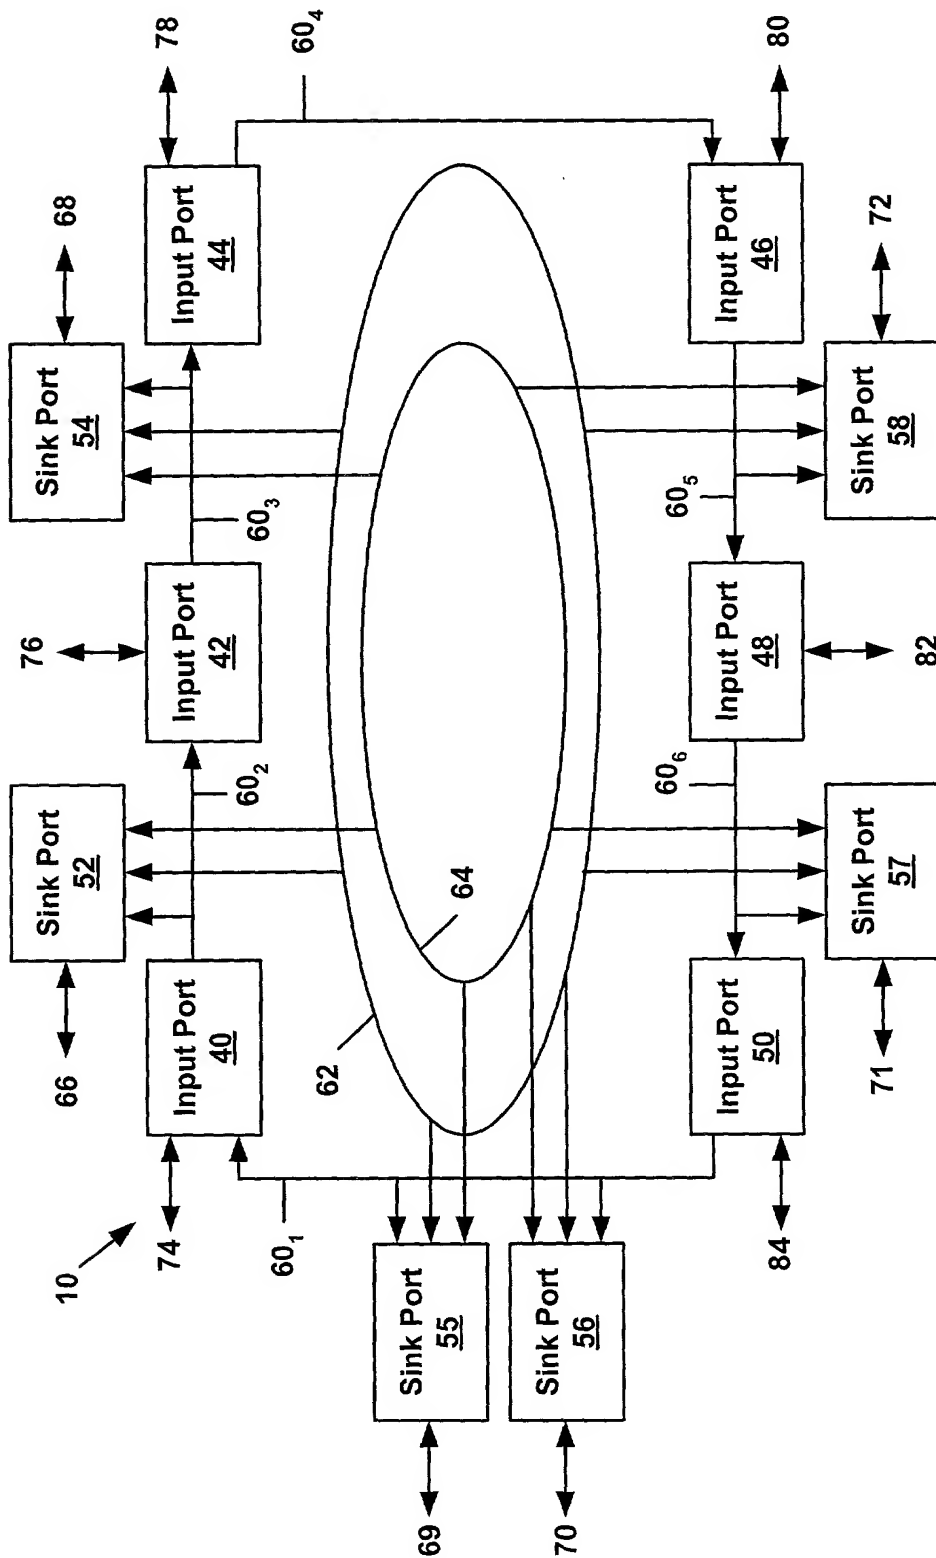 10
66
76
68
Sink Port
52
Sink Port
54
74
Input Port
40
Input Port
42
Input Port
44
78
60₁
60₂
60₃
60₄
62
64
69
Sink Port
55
70
Sink Port
56
60₆
60₅
84
Input Port
50
Input Port
48
Input Port
46
80
Sink Port
57
Sink Port
58
71
82
72